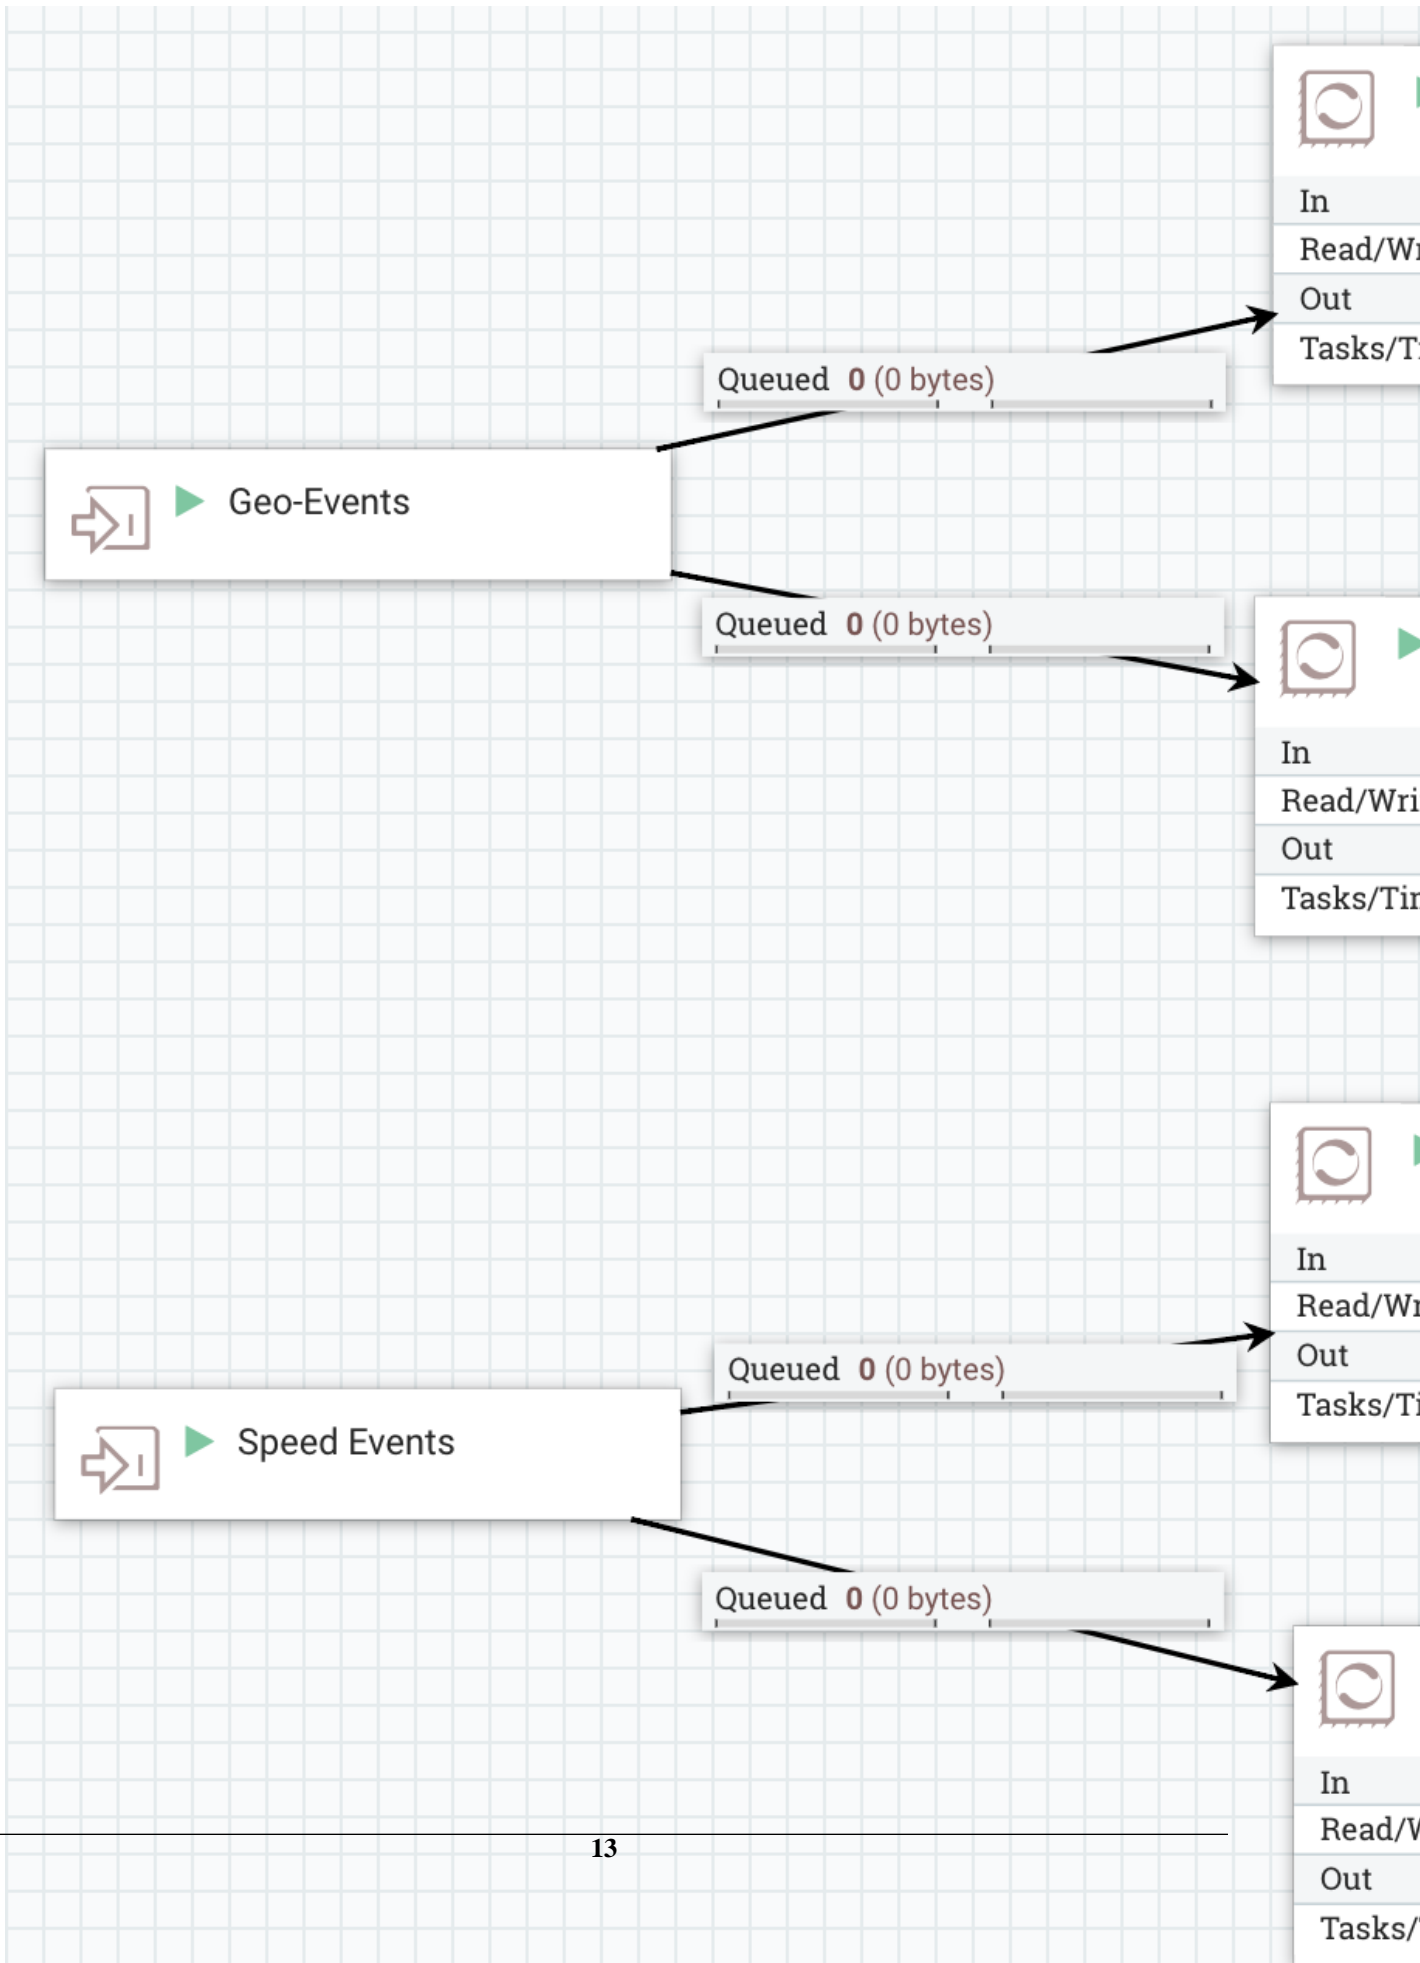 In
Read/Wr
Out
Tasks/Ti
Queued 0 (0 bytes)
Geo-Events
Queued 0 (0 bytes)
In
Read/Wri
Out
Tasks/Tim
In
Read/Wr
Out
Tasks/Ti
Queued 0 (0 bytes)
Speed Events
Queued 0 (0 bytes)
In
Read/W
Out
Tasks/
13